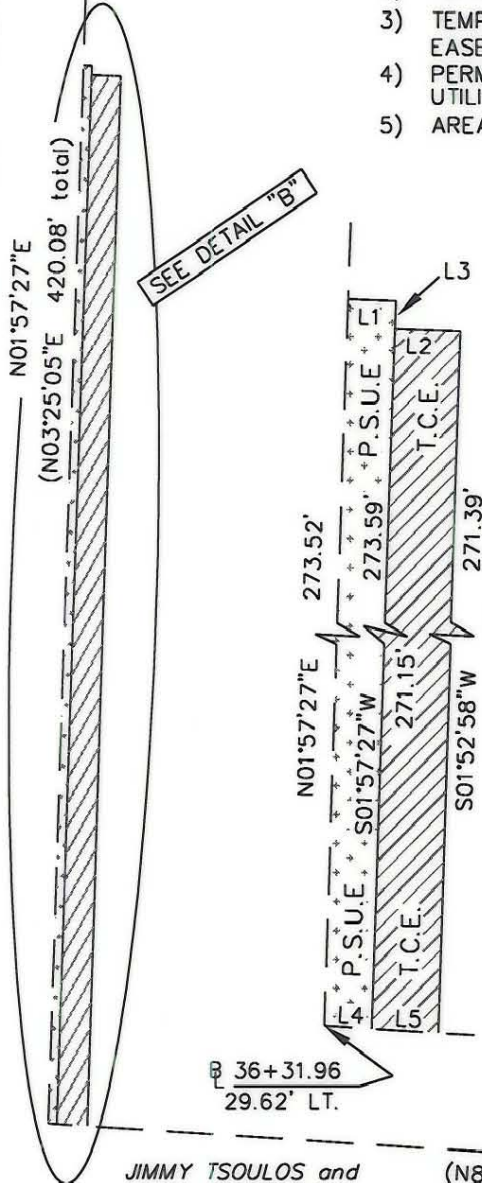 3) TEMP
EASE
4) PERM
UTILI
5) AREA
N01°57'27"E
(N03°25'05"E 420.08' total)
SEE DETAIL "B"
L3
L1
L2
P.S.U.E
T.C.E.
273.52'
273.59'
271.39'
271.15'
N01°57'27"E
S01°57'27"W
S01°52'58"W
P.S.U.E
T.C.E.
L4
L5
36+31.96
29.62' LT.
JIMMY TSOULOS and
(N8